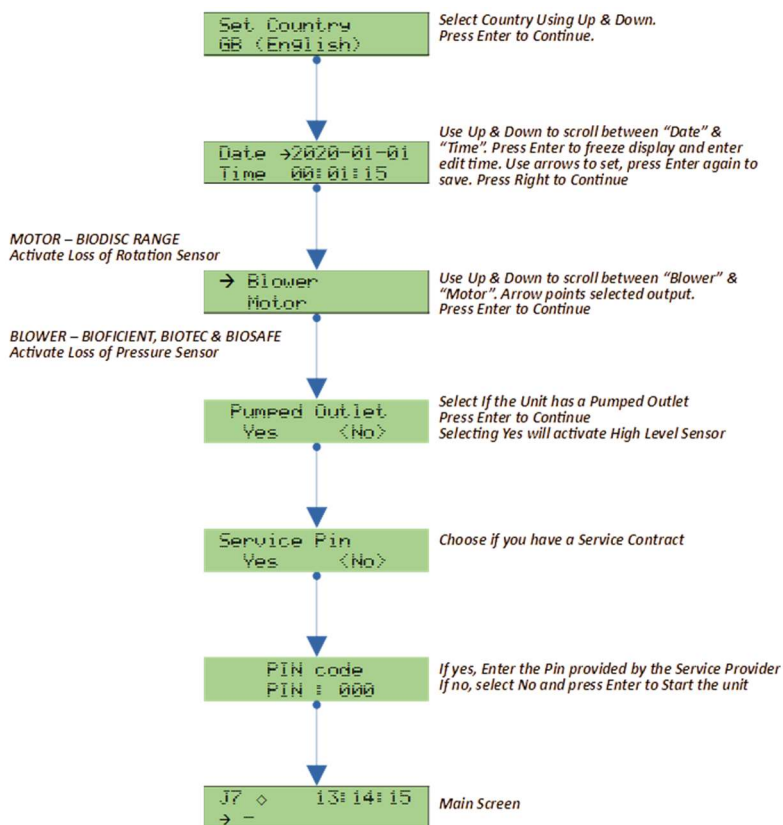 Set Country
GB (English)
Select Country Using Up & Down.
Press Enter to Continue.
Date →2020-01-01
Time 00:01:15
Use Up & Down to scroll between “Date” &
“Time”. Press Enter to freeze display and enter
edit time. Use arrows to set, press Enter again to
save. Press Right to Continue
MOTOR – BIODISC RANGE
Activate Loss of Rotation Sensor
→ Blower
Motor
Use Up & Down to scroll between “Blower” &
“Motor”. Arrow points selected output.
Press Enter to Continue
BLOWER – BIOFICIENT, BIOTEC & BIOSAFE
Activate Loss of Pressure Sensor
Pumped Outlet
Yes <No>
Select If the Unit has a Pumped Outlet
Press Enter to Continue
Selecting Yes will activate High Level Sensor
Service Pin
Yes <No>
Choose if you have a Service Contract
PIN code
PIN : 000
If yes, Enter the Pin provided by the Service Provider
If no, select No and press Enter to Start the unit
J7 ◇ 13:14:15
→ -
Main Screen